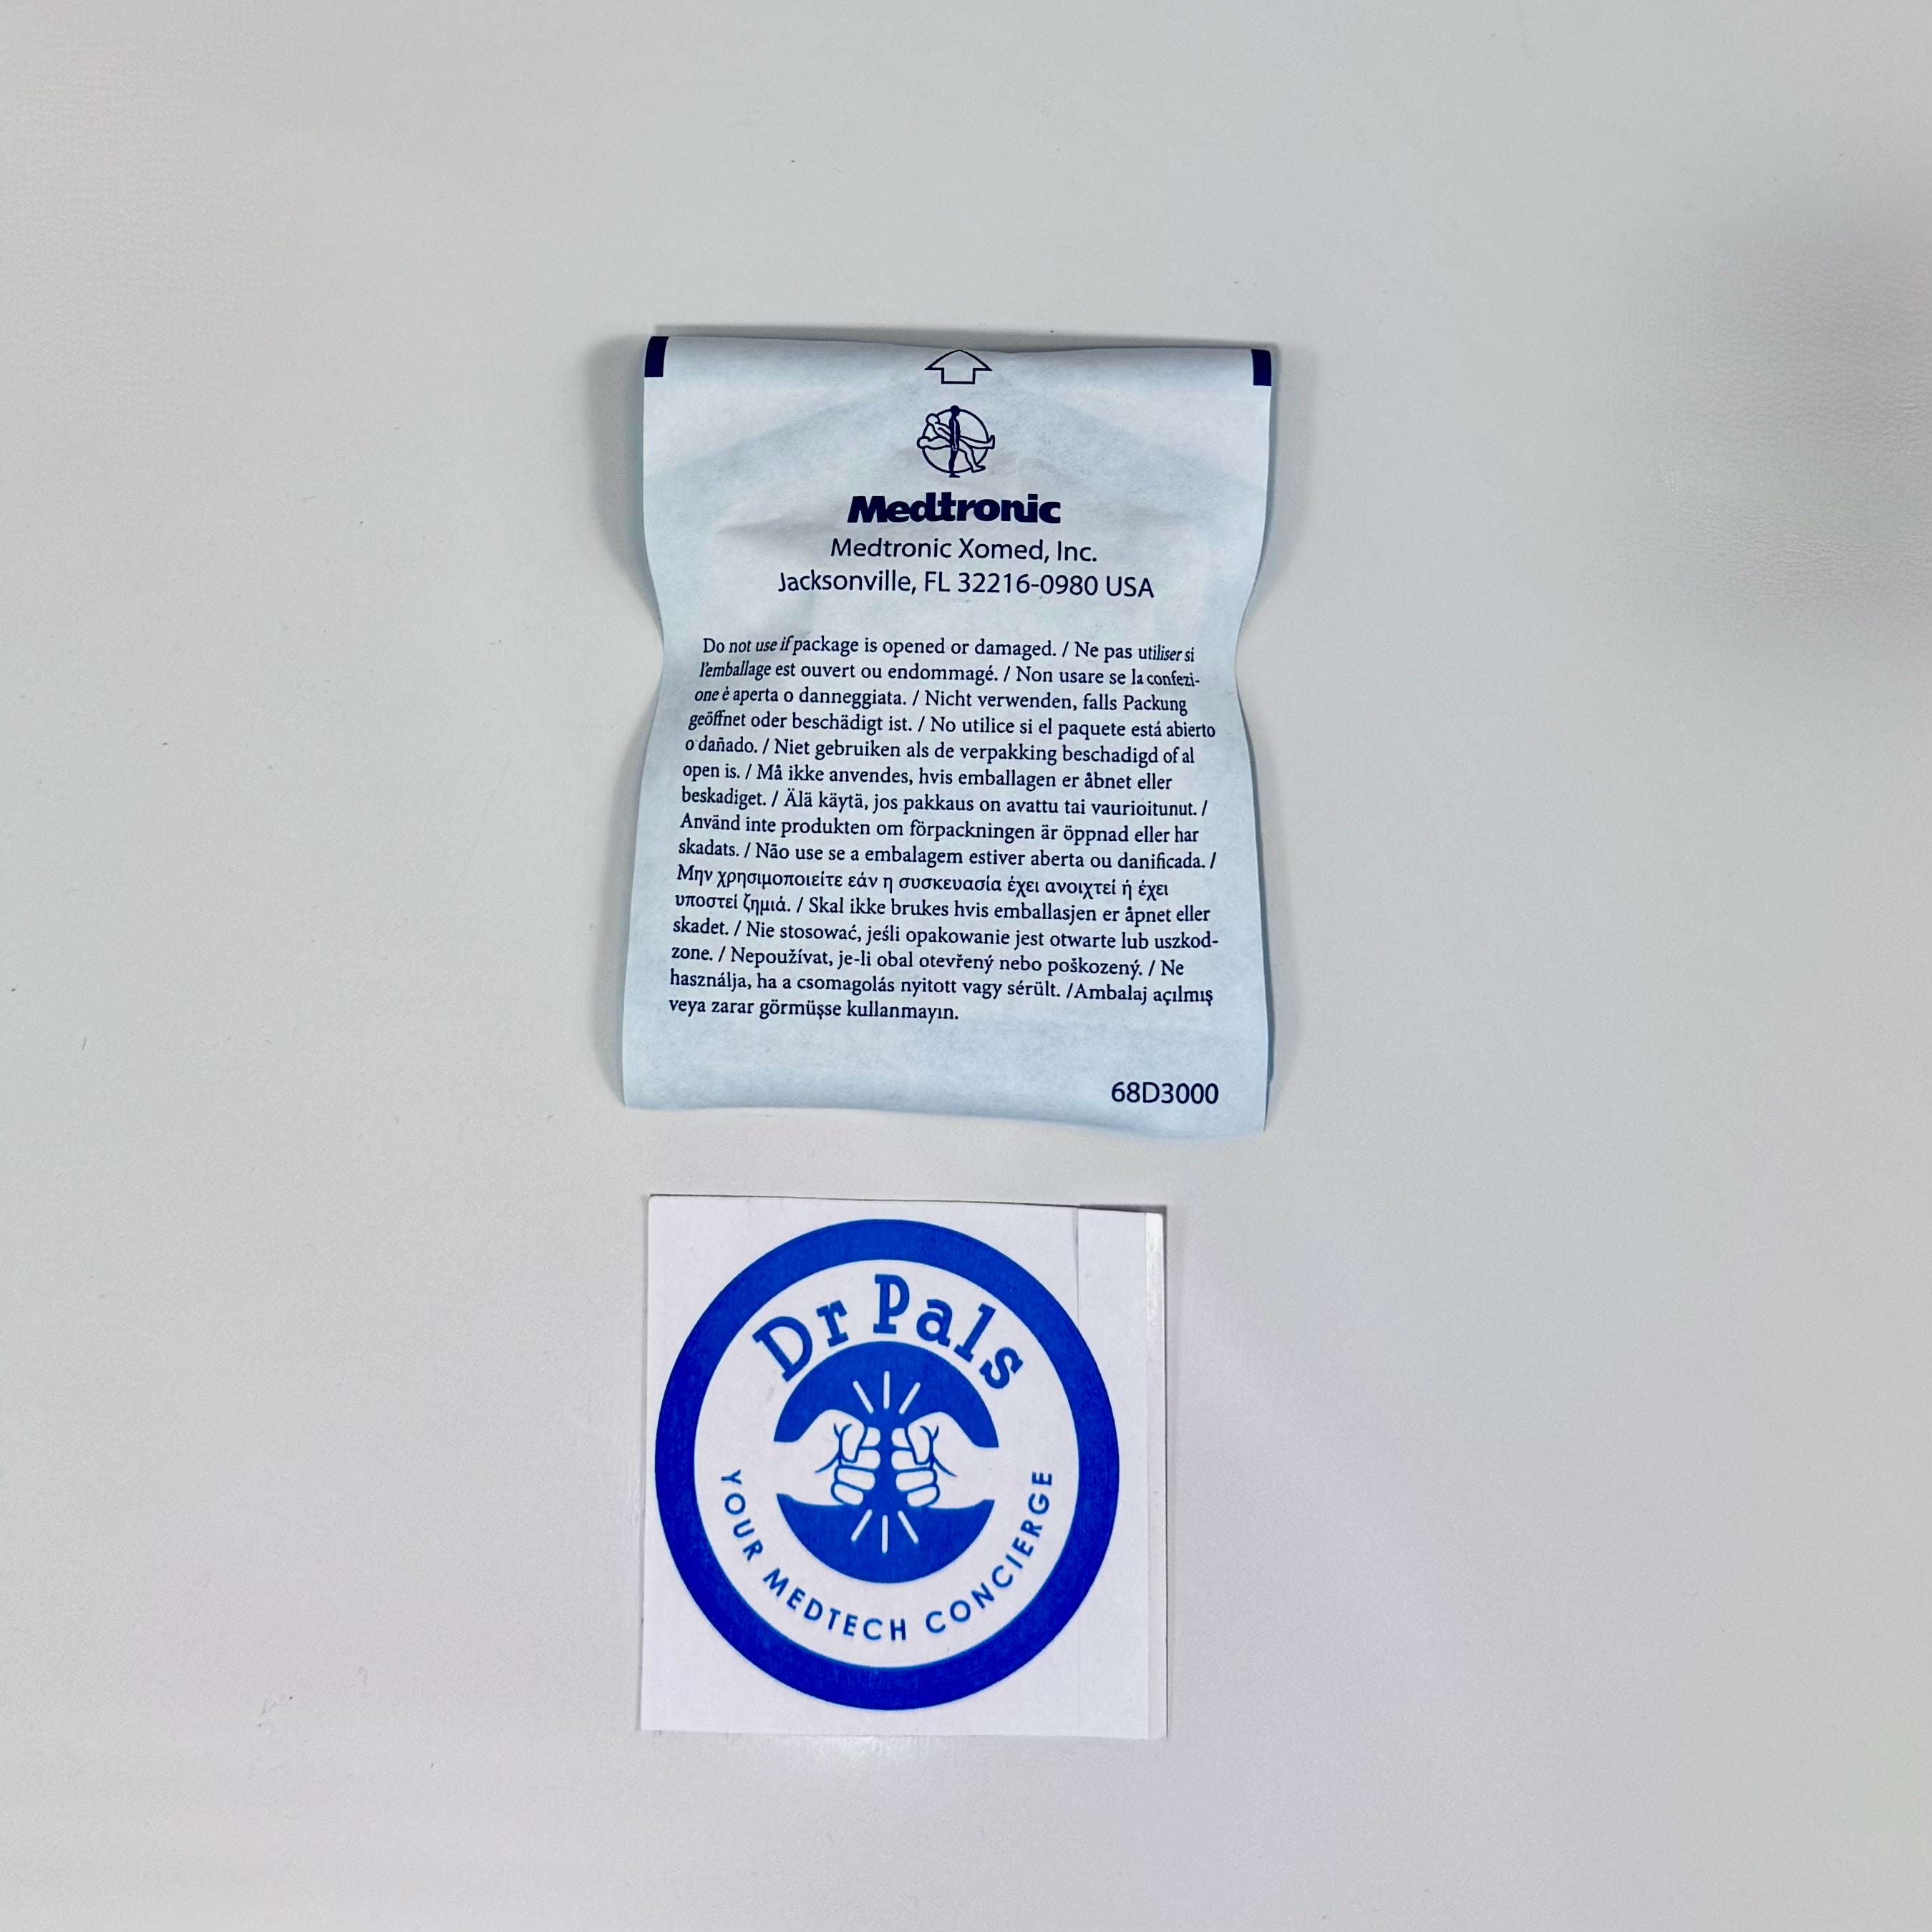 Medtronic
Medtronic Xomed, Inc.
Jacksonville, FL 32216-0980 USA
Do not use if package is opened or damaged. / Ne pas utiliser si
l'emballage est ouvert ou endommagé. / Non usare se la confezi-
one è aperta o danneggiata. / Nicht verwenden, falls Packung
geöffnet oder beschädigt ist. / No utilice si el paquete está abierto
o dañado. / Niet gebruiken als de verpakking beschadigd of al
open is. / Må ikke anvendes, hvis emballagen er åbnet eller
beskadiget. / Älä käytä, jos pakkaus on avattu tai vaurioitunut. /
Använd inte produkten om förpackningen är öppnad eller har
skadats. / Não use se a embalagem estiver aberta ou danificada. /
Μην χρησιμοποιείτε εάν η συσκευασία έχει ανοιχτεί ή έχει
υποστεί ζημιά. / Skal ikke brukes hvis emballasjen er åpnet eller
skadet. / Nie stosować, jeśli opakowanie jest otwarte lub uszkod-
zone. / Nepoužívat, je-li obal otevřený nebo poškozený. / Ne
használja, ha a csomagolás nyitott vagy sérült. /Ambalaj açılmış
veya zarar görmüşse kullanmayın.
68D3000
Dr Pals
YOUR MEDTECH CONCIERGE